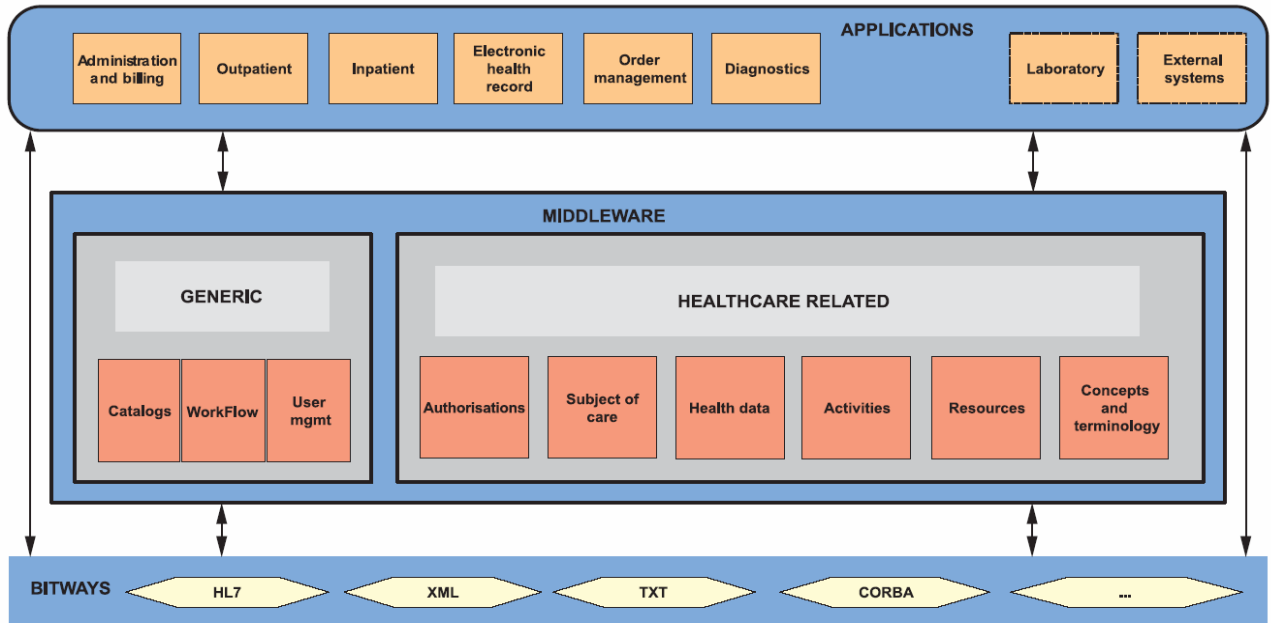 APPLICATIONS
Administration
and billing
Outpatient
Inpatient
Electronic
health
record
Order
management
Diagnostics
Laboratory
External
systems
MIDDLEWARE
GENERIC
HEALTHCARE RELATED
Catalogs
WorkFlow
User
mgmt
Authorisations
Subject of
care
Health data
Activities
Resources
Concepts
and
terminology
BITWAYS
HL7
XML
TXT
CORBA
...